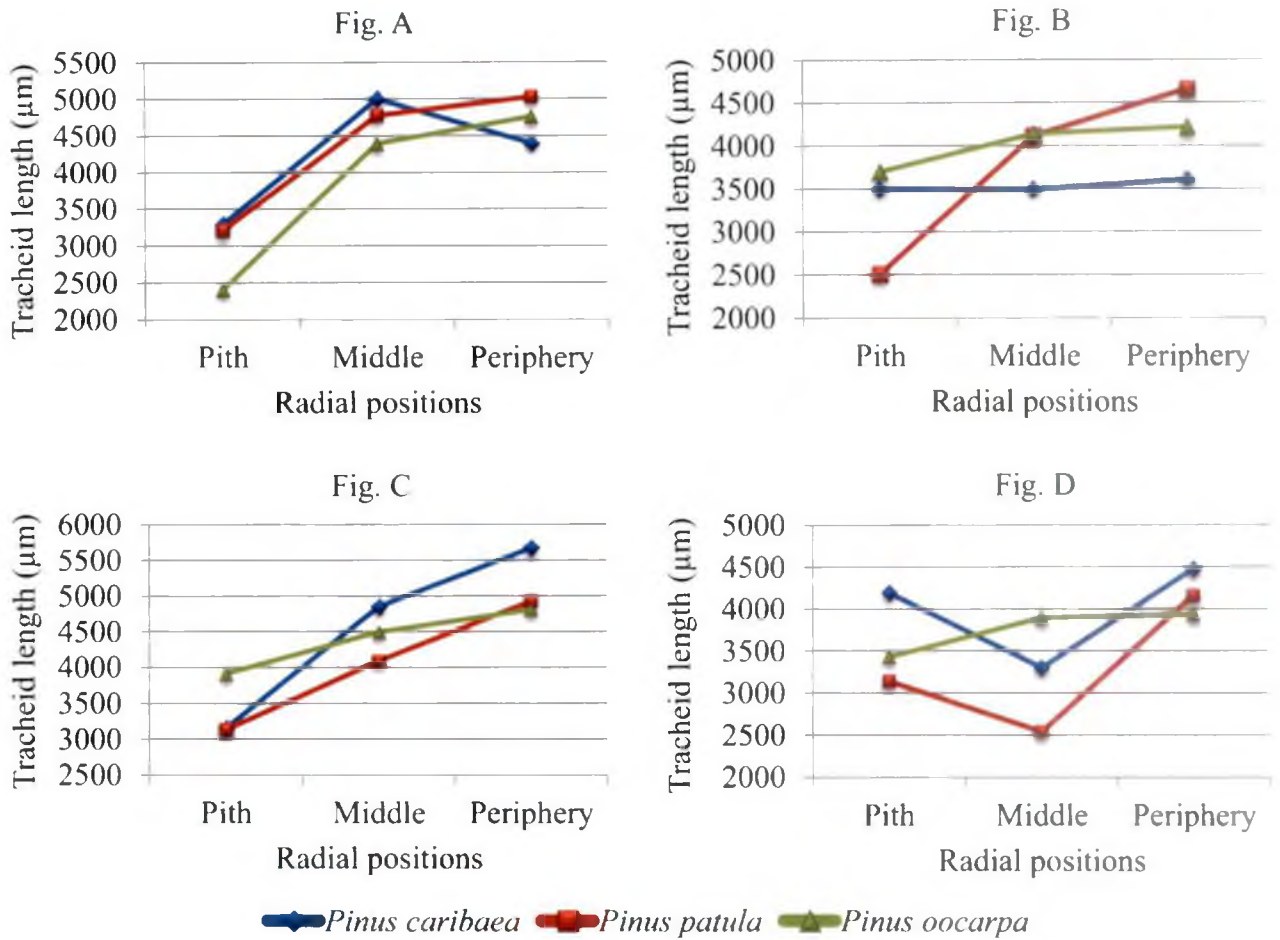 Fig. A
Tracheid length (µm)
5500
5000
4500
4000
3500
3000
2500
2000
Pith Middle Periphery
Radial positions
Fig. B
Tracheid length (µm)
5000
4500
4000
3500
3000
2500
2000
Pith Middle Periphery
Radial positions
Fig. C
Tracheid length (µm)
6000
5500
5000
4500
4000
3500
3000
2500
Pith Middle Periphery
Radial positions
Fig. D
Tracheid length (µm)
5000
4500
4000
3500
3000
2500
2000
Pith Middle Periphery
Radial positions
Pinus caribaea Pinus patula Pinus oocarpa